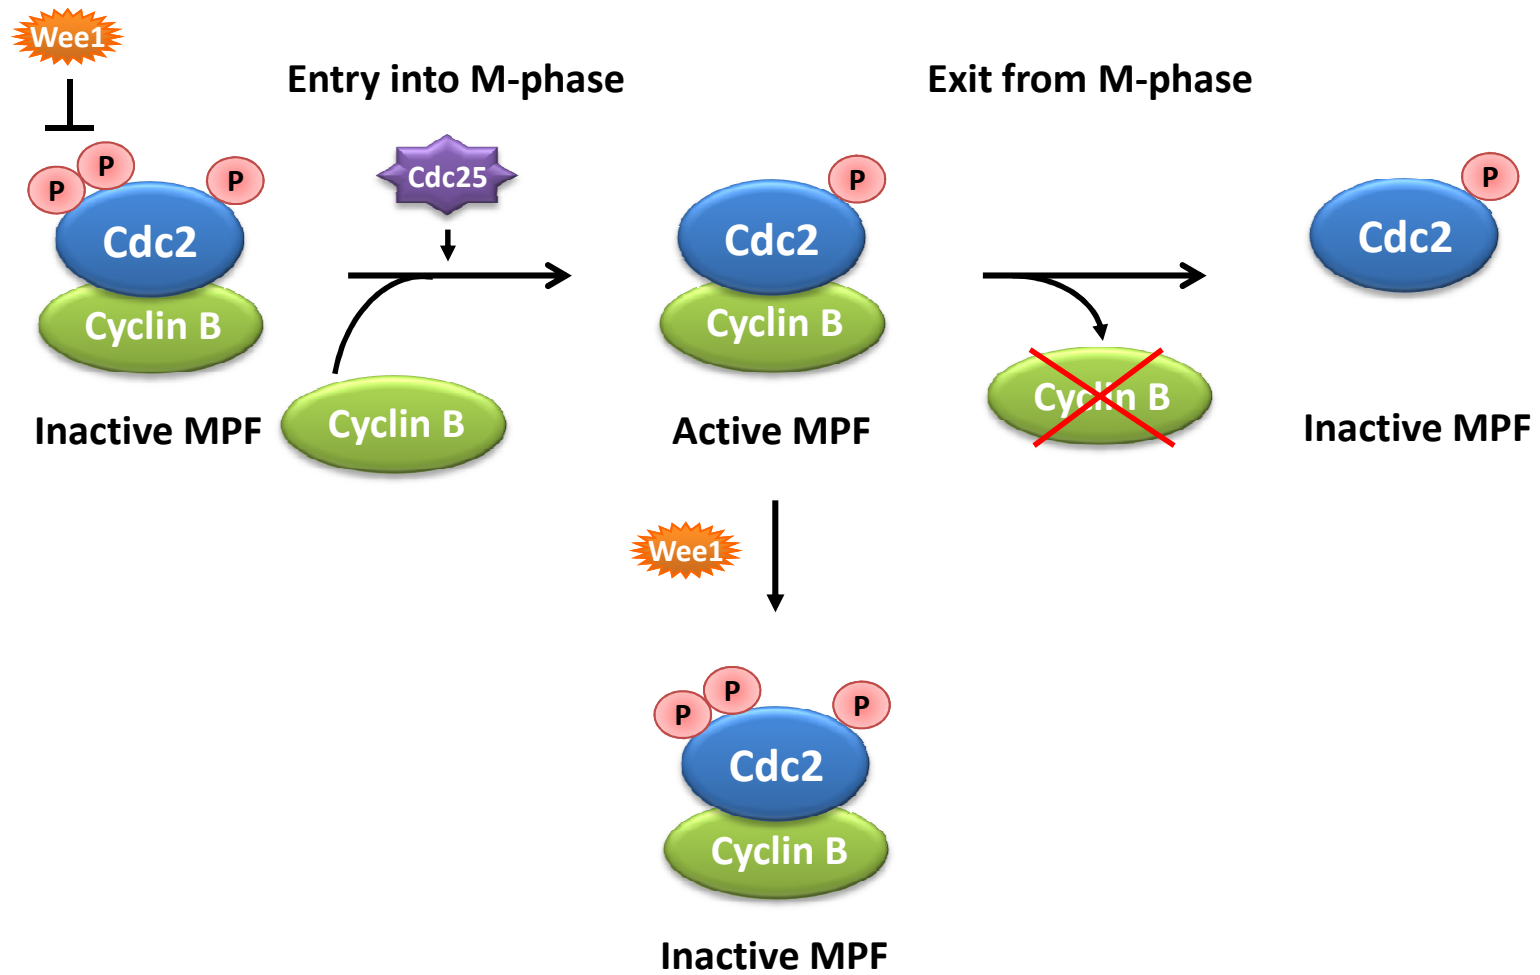 Wee1
Entry into M-phase
Exit from M-phase
P
P
P
Cdc2
Cyclin B
Inactive MPF
Cdc25
Cyclin B
P
Cdc2
Cyclin B
Active MPF
Cyclin B
P
Cdc2
Inactive MPF
Wee1
P
P
P
Cdc2
Cyclin B
Inactive MPF